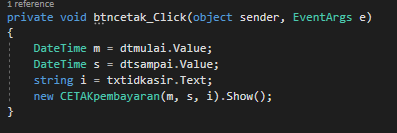 1 reference
private void btncetak_Click(object sender, EventArgs e)
{
DateTime m = dtmulai.Value;
DateTime s = dtsampai.Value;
string i = txtidkasir.Text;
new CETAKpembayaran(m, s, i).Show();
}